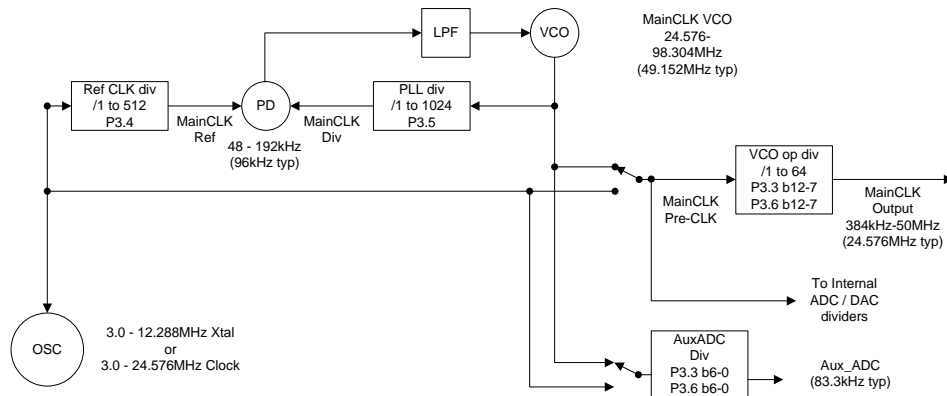 LPF
VCO
MainCLK VCO
24.576-
98.304MHz
(49.152MHz typ)
Ref CLK div
/1 to 512
P3.4
MainCLK
Ref
PD
48 - 192kHz
(96kHz typ)
MainCLK
Div
PLL div
/1 to 1024
P3.5
MainCLK
Pre-CLK
VCO op div
/1 to 64
P3.3 b12-7
P3.6 b12-7
MainCLK
Output
384kHz-50MHz
(24.576MHz typ)
To Internal
ADC / DAC
dividers
OSC
3.0 - 12.288MHz Xtal
or
3.0 - 24.576MHz Clock
AuxADC
Div
P3.3 b6-0
P3.6 b6-0
Aux_ADC
(83.3kHz typ)